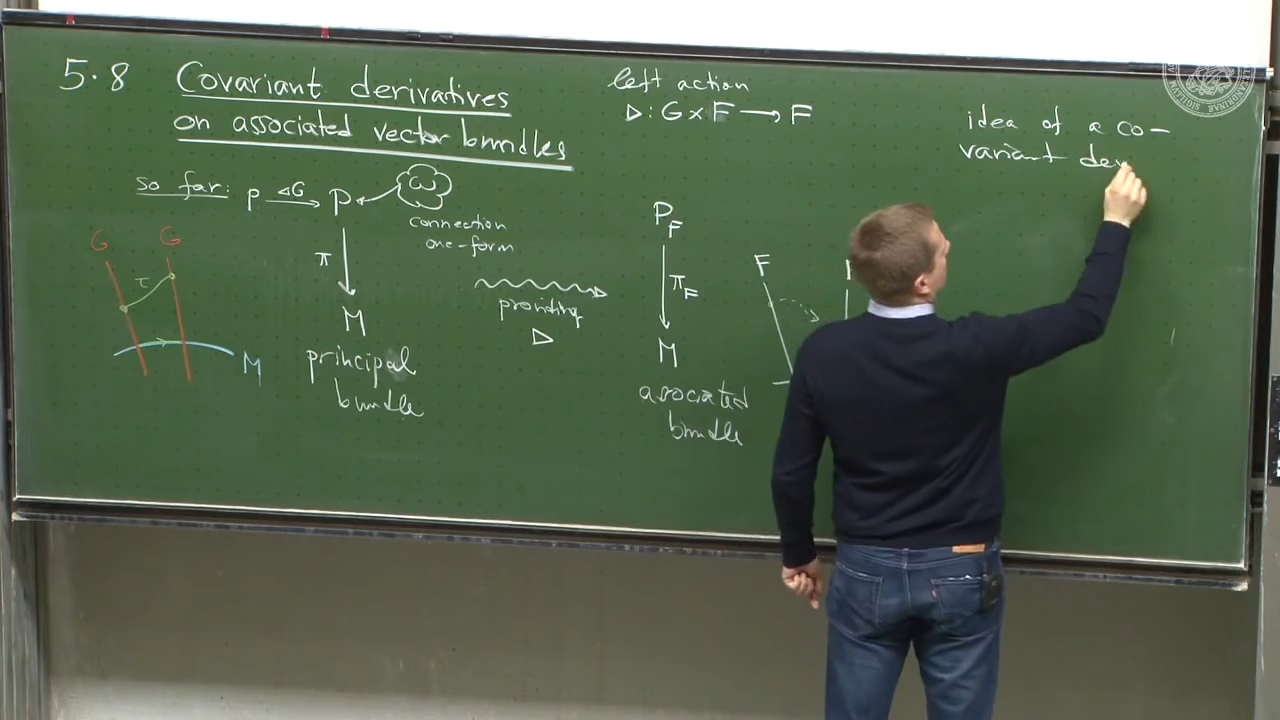 5.8 Covariant derivatives
on associated vector bundles
so far: P ◁G → P ← ω
connection
one-form
π
M
principal
bundle
G G
τ
M
providing
▷
left action
▷: G × F → F
P_F
π_F
M
asociated
bundle
F
idea of a co-
variant der